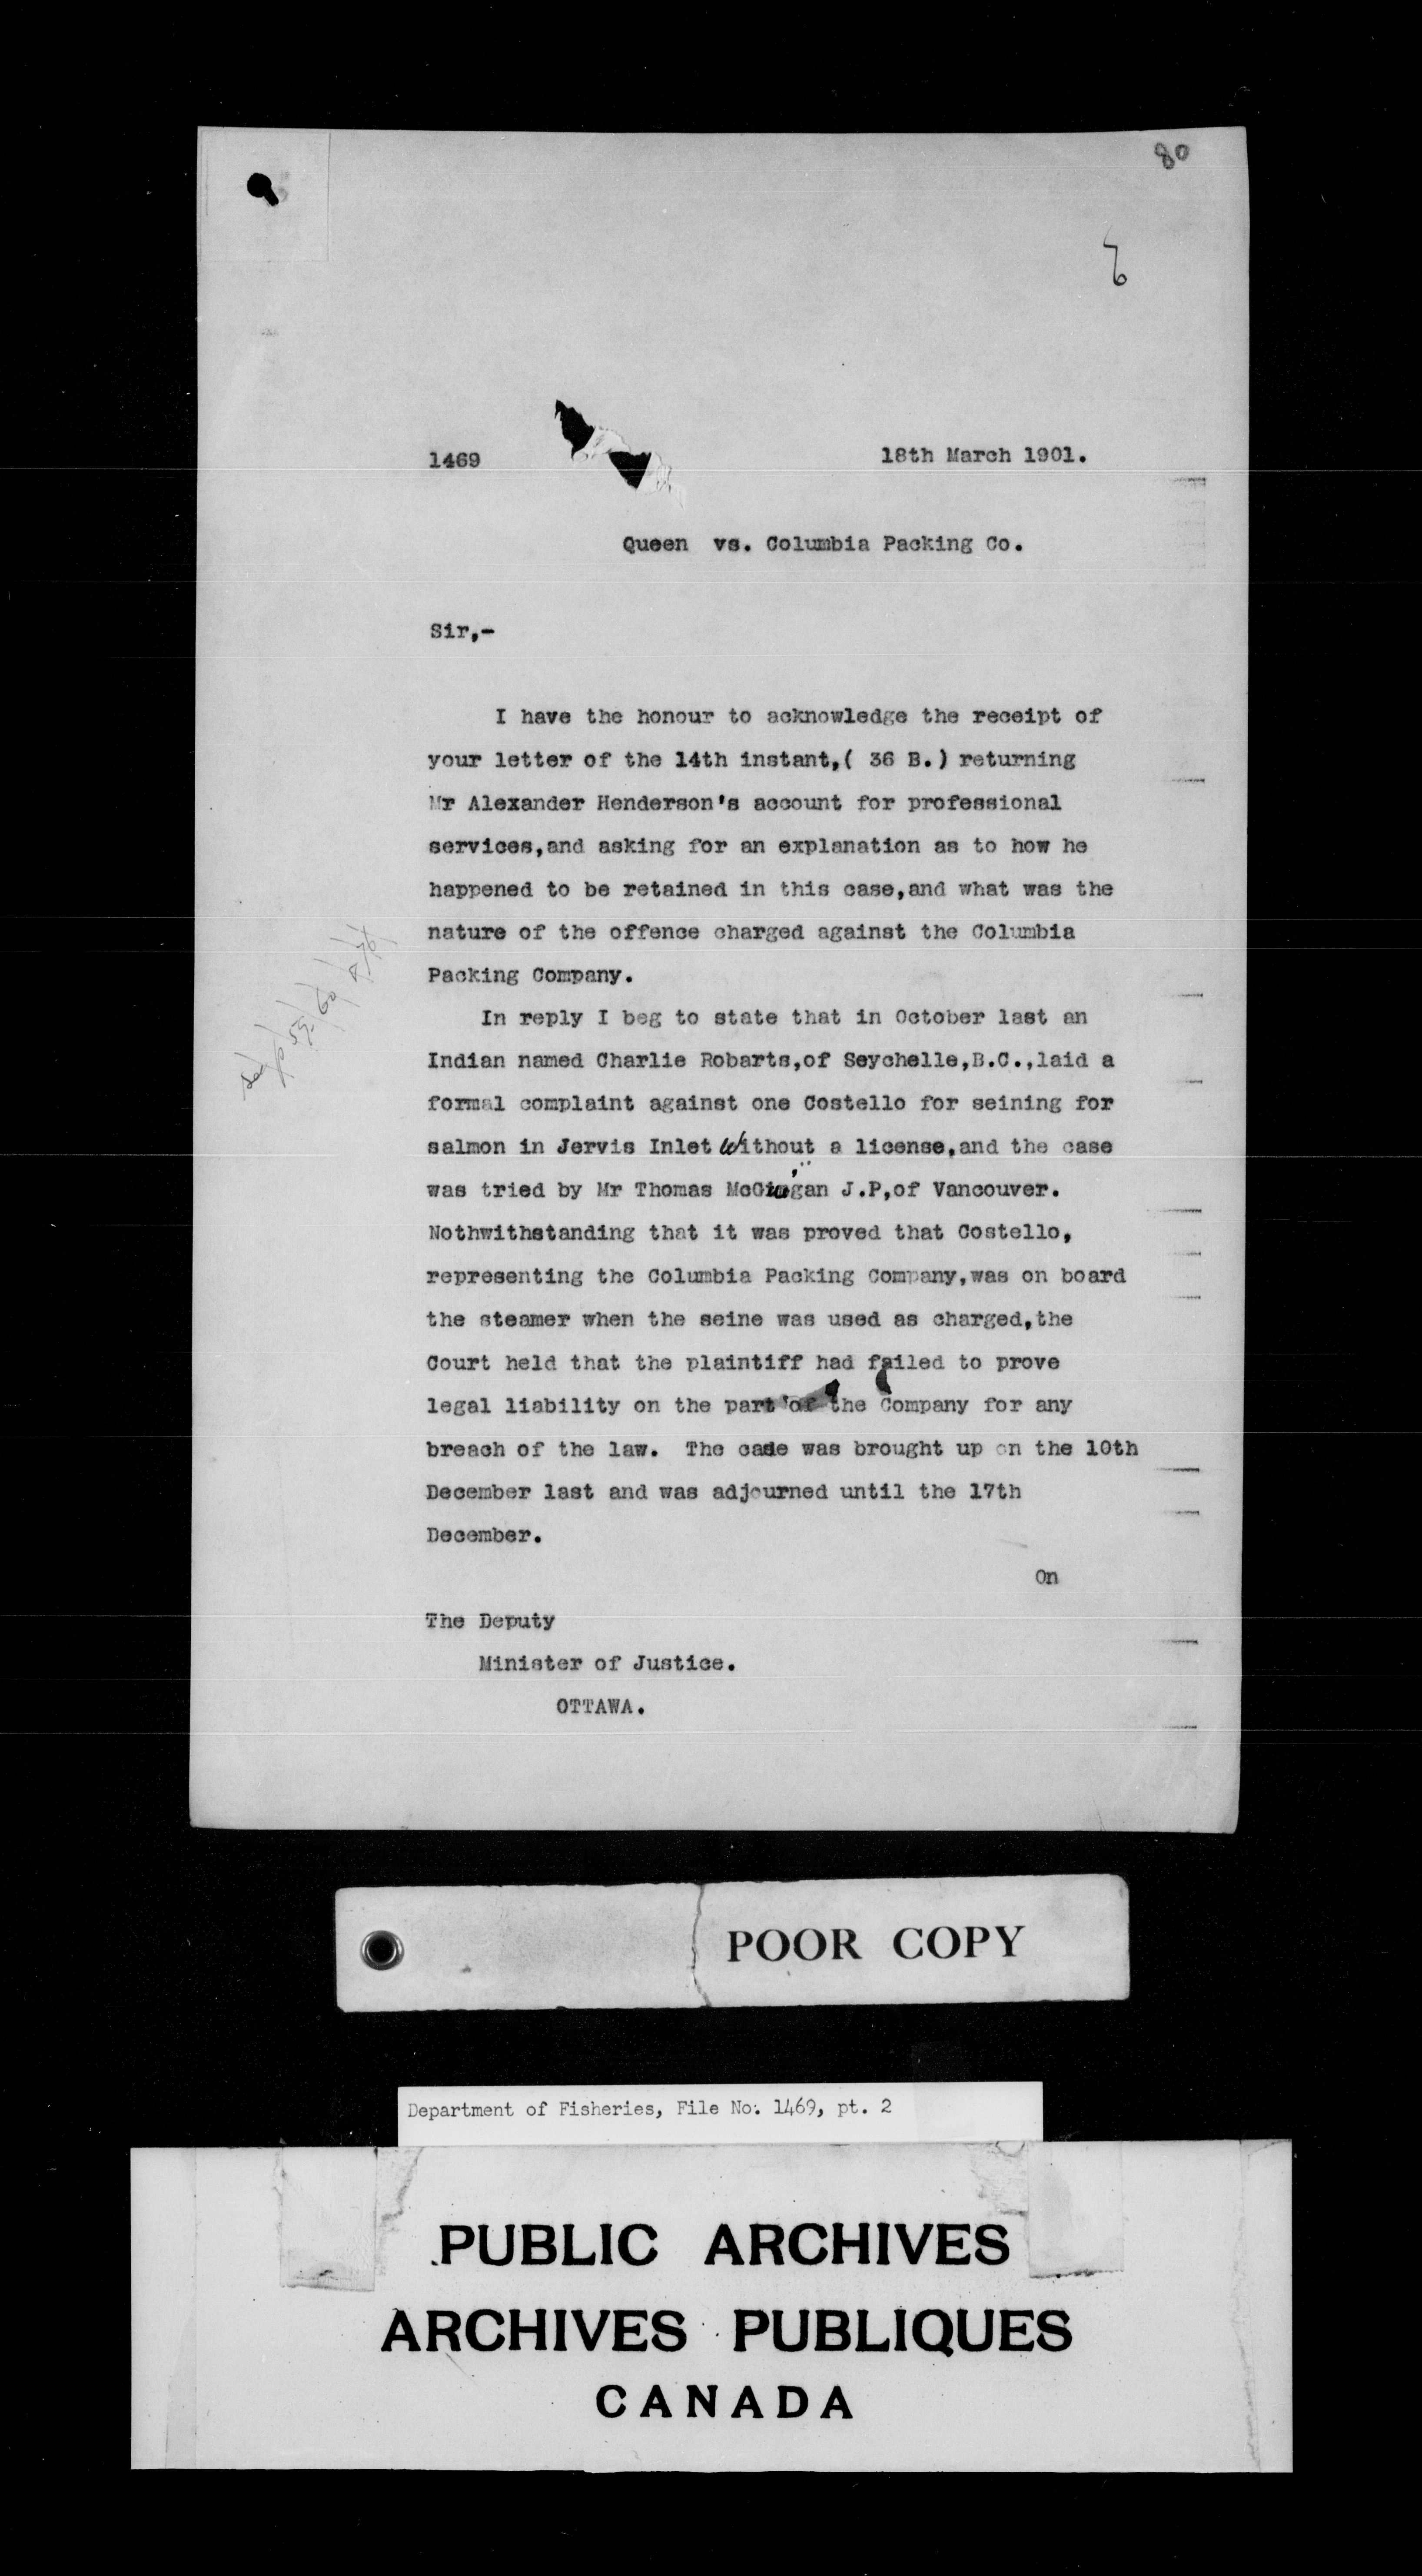 80
6
1469
18th March 1901.
Queen vs. Columbia Packing Co.
Sir,-
I have the honour to acknowledge the receipt of
your letter of the 14th instant,( 36 B.) returning
Mr Alexander Henderson's account for professional
services,and asking for an explanation as to how he
happened to be retained in this case,and what was the
nature of the offence charged against the Columbia
Packing Company.
In reply I beg to state that in October last an
Indian named Charlie Robarts,of Seychelle,B.C.,laid a
formal complaint against one Costello for seining for
salmon in Jervis Inlet Without a license,and the case
was tried by Mr Thomas J.P,of Vancouver.
Nothwithstanding that it was proved that Costello,
representing the Columbia Packing Company,was on board
the steamer when the seine was used as charged,the
Court held that the plaintiff had failed to prove
legal liability on the part of the Company for any
breach of the law. The case was brought up on the 10th
December last and was adjourned until the 17th
December.
On
The Deputy
Minister of Justice.
OTTAWA.
POOR COPY
Department of Fisheries, File No. 1469, pt. 2
PUBLIC ARCHIVES
ARCHIVES PUBLIQUES
CANADA